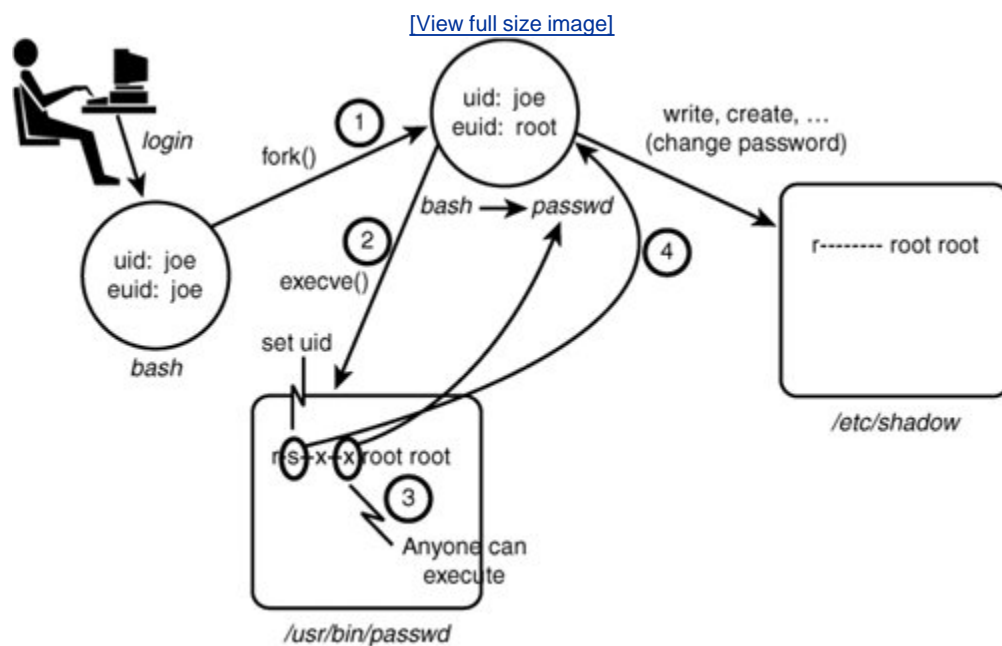 [View full size image]
login
1
fork()
uid: joe
euid: root
write, create, ...
(change password)
bash
passwd
2
execve()
4
uid: joe
euid: joe
bash
r-------- root root
/etc/shadow
set uid
r-s--x--x root root
3
Anyone can
execute
/usr/bin/passwd